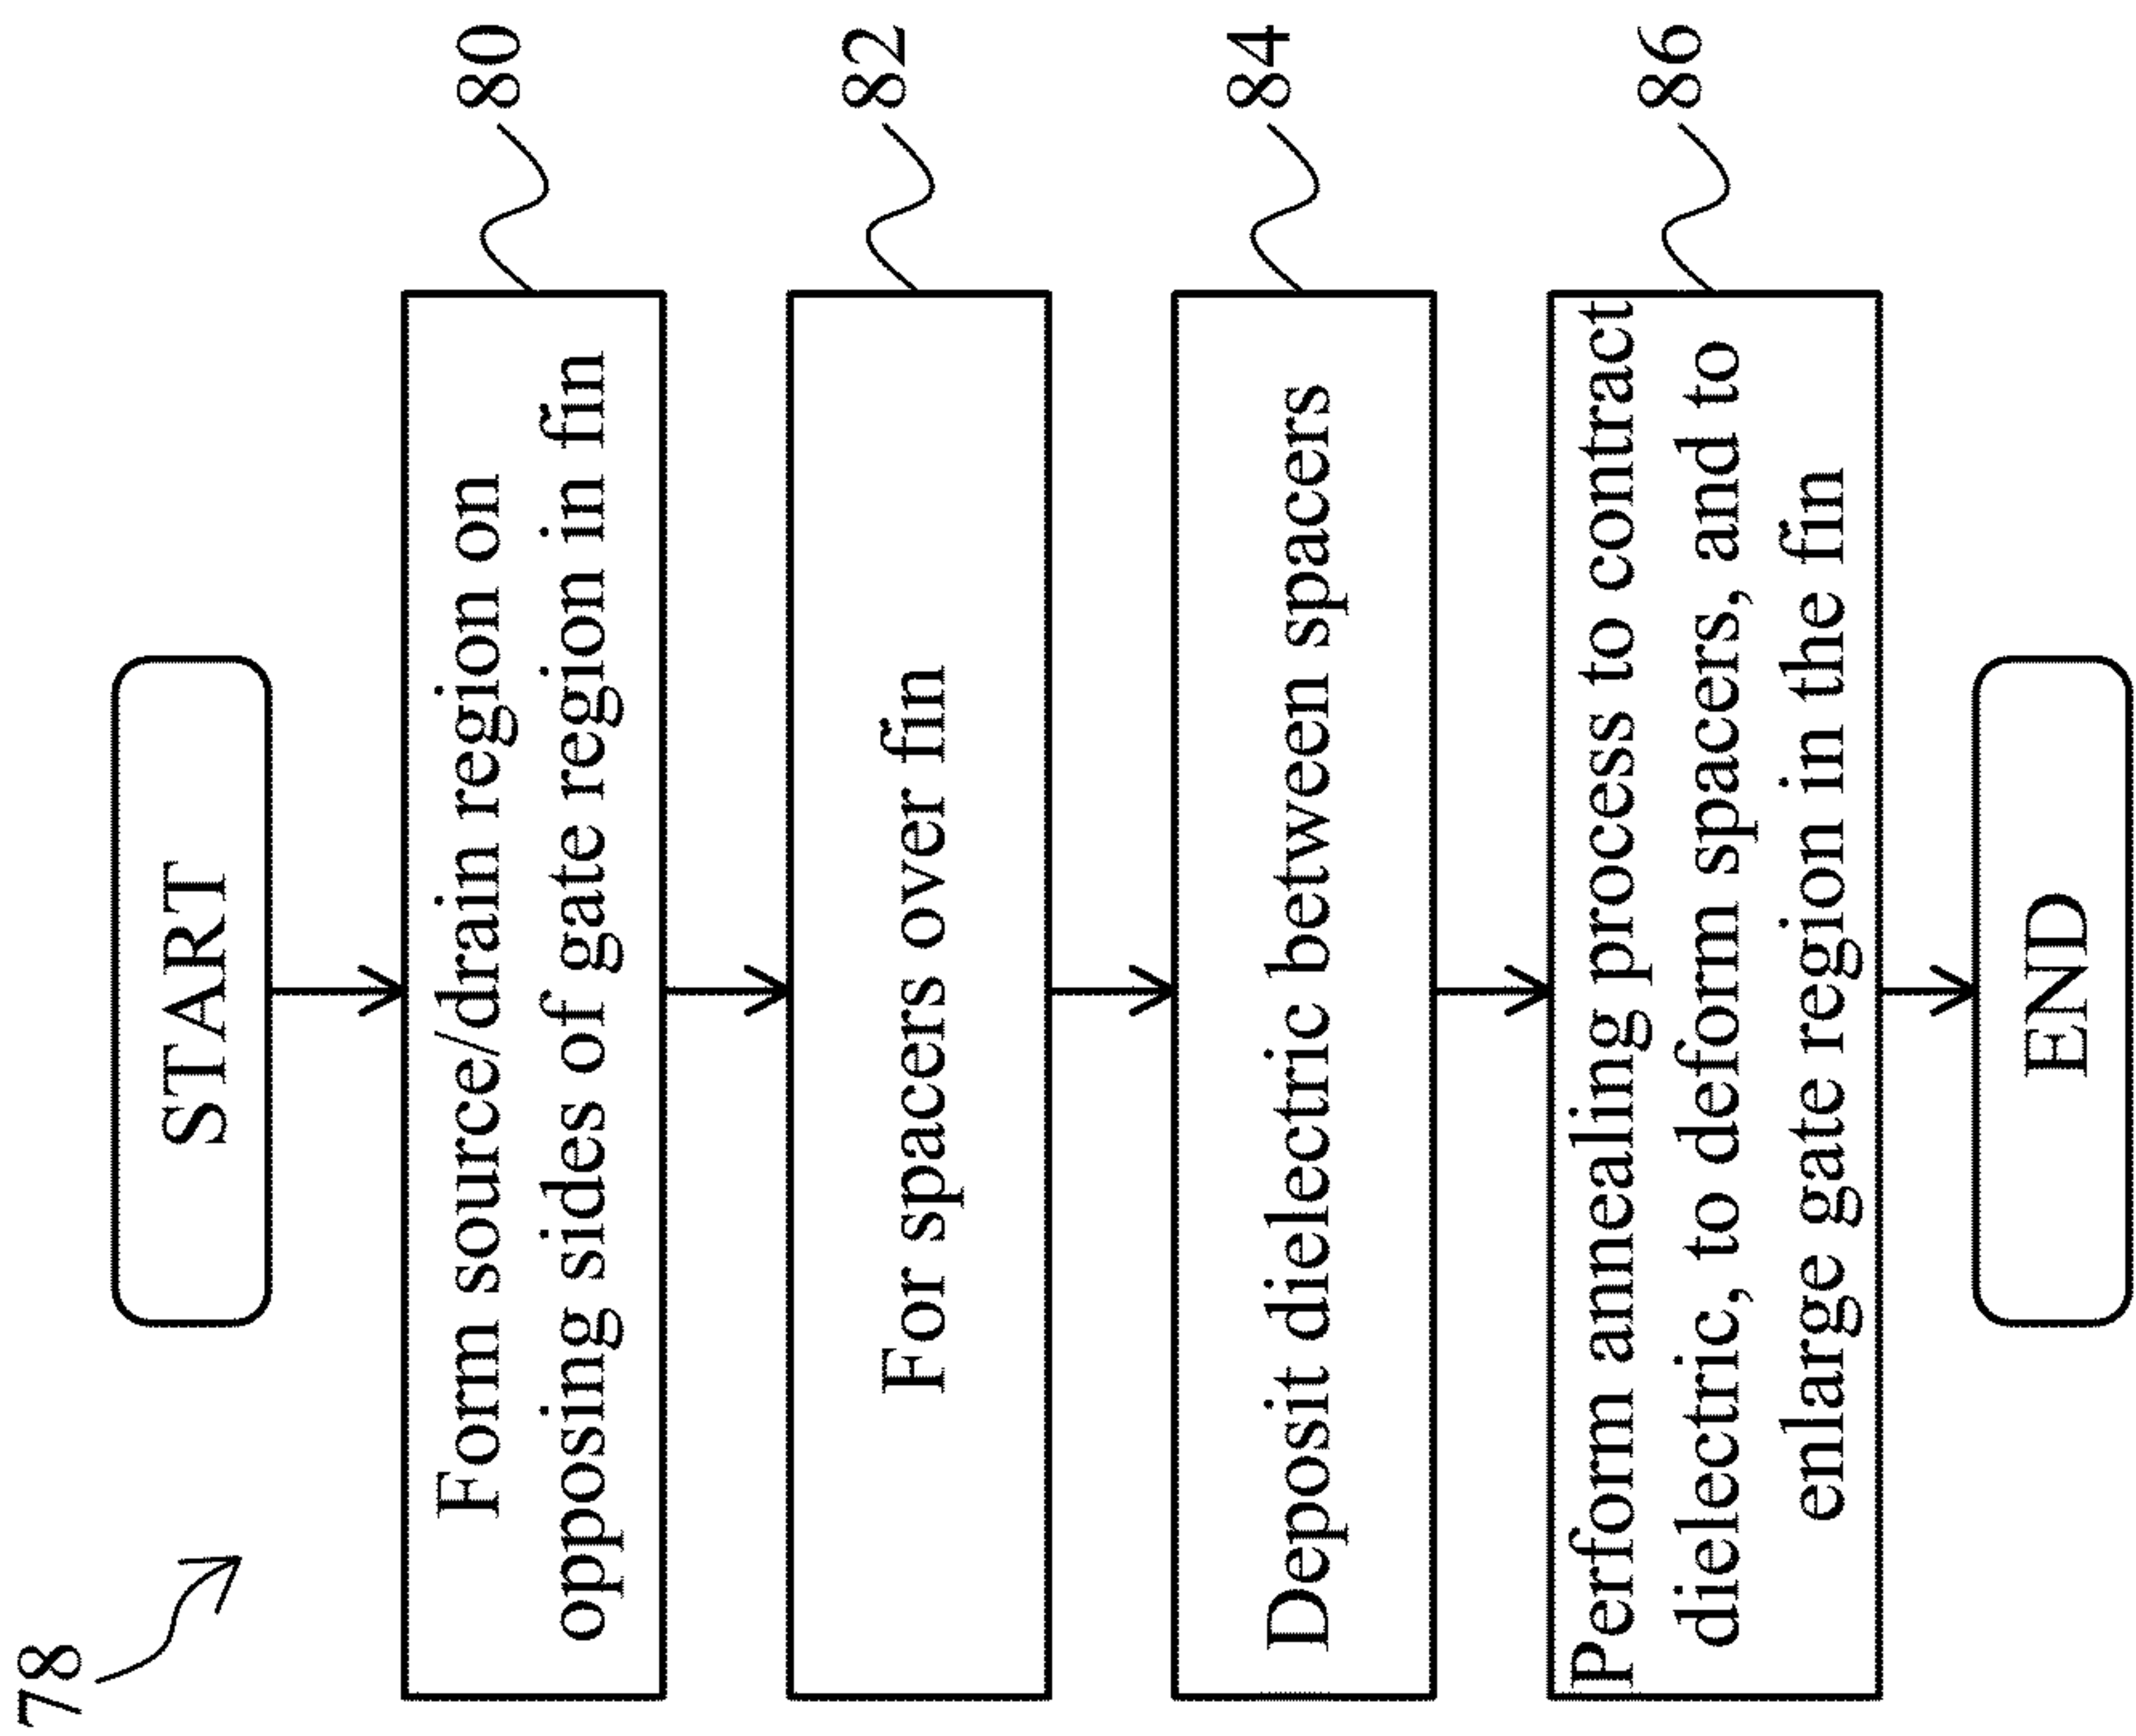 78
START
Form source/drain region on
opposing sides of gate region in fin
80
For spacers over fin
82
Deposit dielectric between spacers
84
Perform annealing process to contract
dielectric, to deform spacers, and to
enlarge gate region in the fin
86
END